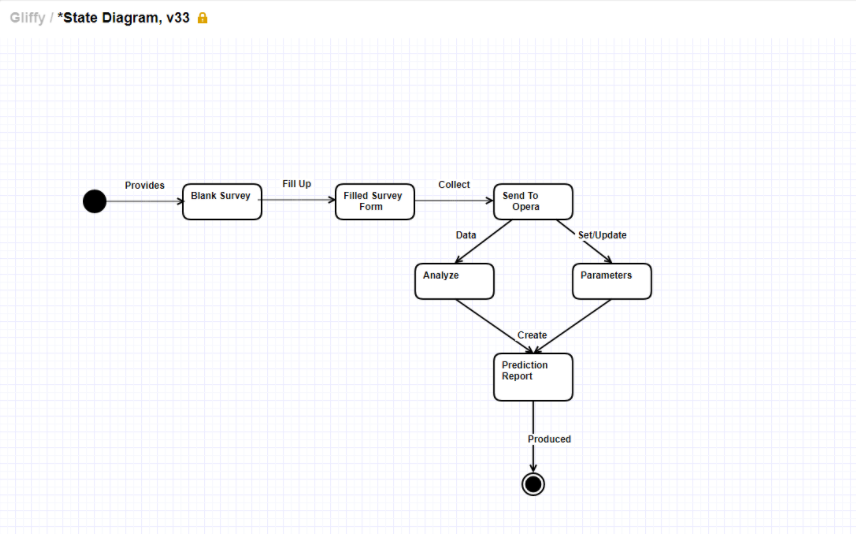 Gliffy / *State Diagram, v33
Provides
Blank Survey
Fill Up
Filled Survey
Form
Collect
Send To
Opera
Data
Set/Update
Analyze
Parameters
Create
Prediction
Report
Produced